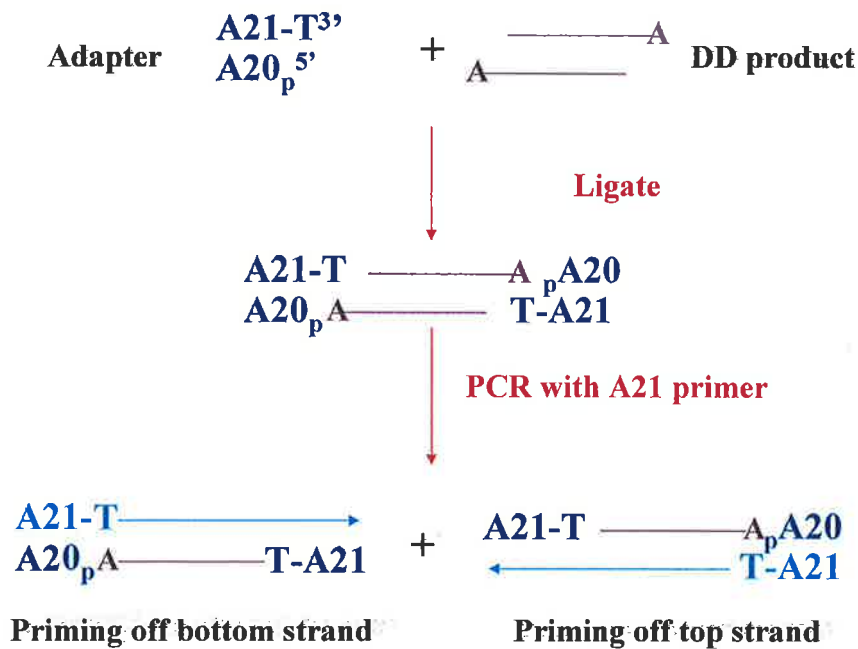 A21-T3’
Adapter
A20p5’
+
A
A
DD product
Ligate
A21-T A pA20
A20pA T-A21
PCR with A21 primer
A21-T
A20pA T-A21
+
A21-T ApA20
T-A21
Priming off bottom strand
Priming off top strand